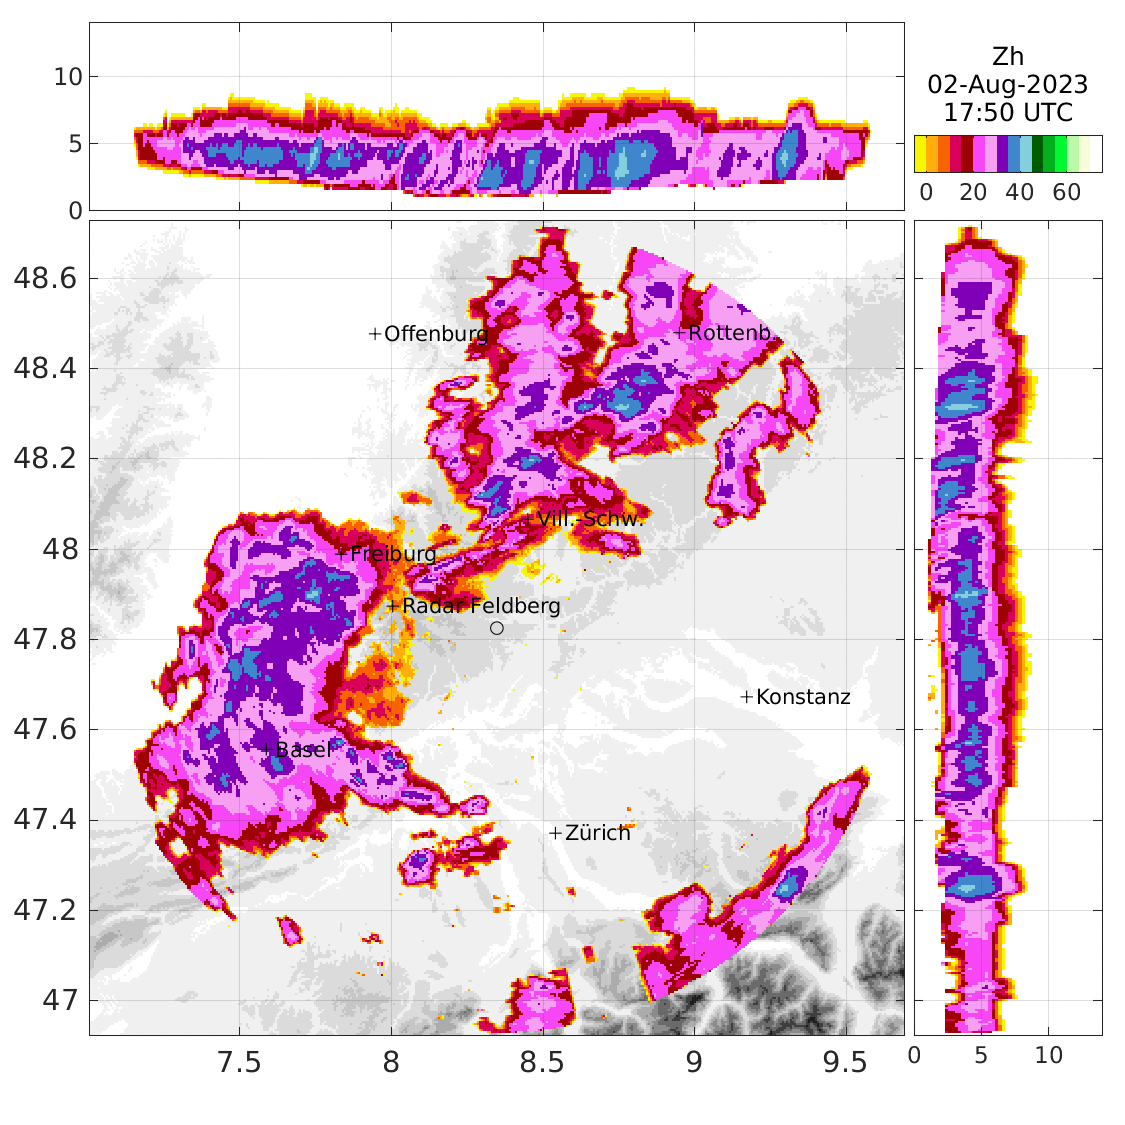 10
5
0
Zh
02-Aug-2023
17:50 UTC
0 20 40 60
48.6
48.4
48.2
48
47.8
47.6
47.4
47.2
47
+Offenburg
+Rottenb.
+Vill.-Schw.
+Freiburg
+Radar Feldberg
+Konstanz
+Basel
+Zürich
7.5 8 8.5 9 9.5
0 5 10